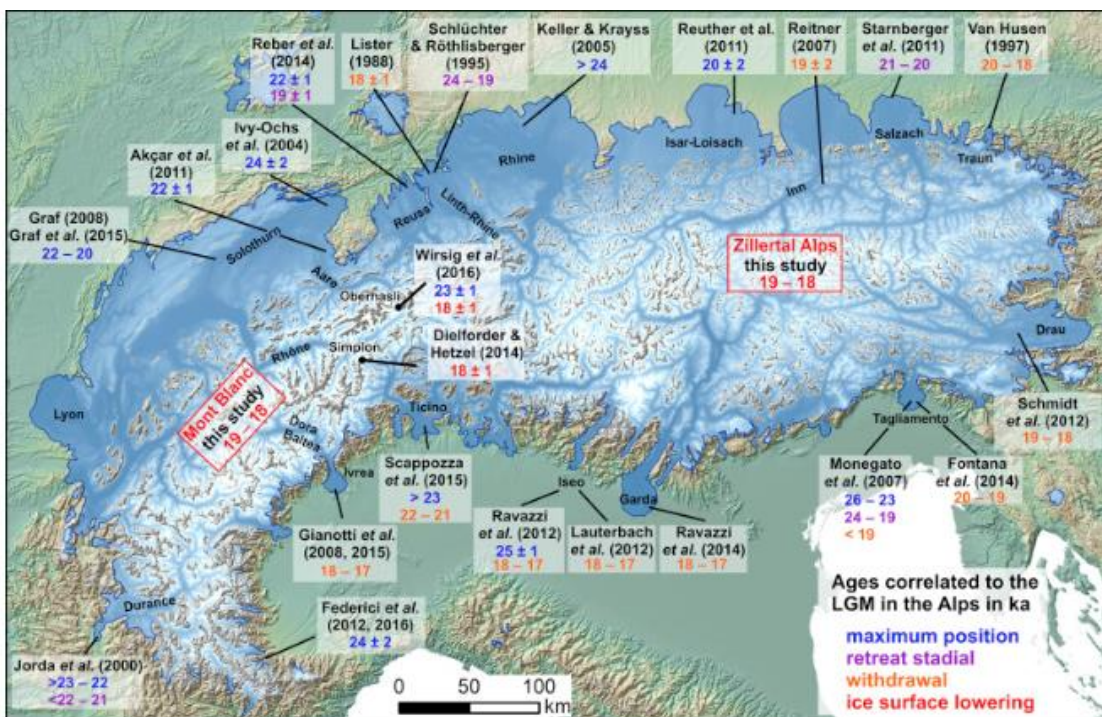 Reber et al.
(2014)
22 ± 1
19 ± 1
Lister
(1988)
18 ± 1
Schlüchter
& Röthlisberger
(1995)
24 – 19
Keller & Krayss
(2005)
> 24
Reuther et al.
(2011)
20 ± 2
Reitner
(2007)
19 ± 2
Starnberger
et al. (2011)
21 – 20
Van Husen
(1997)
20 – 18
Ivy-Ochs
et al.
(2004)
24 ± 2
Akçar et al.
(2011)
22 ± 1
Graf (2008)
Graf et al. (2015)
22 – 20
Solothurn
Aare
Reuss
Linth-Rhine
Rhine
Isar-Loisach
Salzach
Traun
Inn
Wirsig et al.
(2016)
23 ± 1
18 ± 1
Oberhasli
Zillertal Alps
this study
19 – 18
Dielforder &
Hetzel (2014)
18 ± 1
Simplon
Rhône
Drau
Lyon
Mont Blanc
this study
19 – 18
Dora
Baltea
Ivrea
Ticino
Tagliamento
Schmidt
et al.
(2012)
19 – 18
Scappozza
et al. (2015)
> 23
22 – 21
Iseo
Garda
Monegato
et al.
(2007)
26 – 23
24 – 19
< 19
Fontana
et al.
(2014)
20 – 19
Gianotti et al.
(2008, 2015)
18 – 17
Ravazzi
et al. (2012)
25 ± 1
18 – 17
Lauterbach
et al. (2012)
18 – 17
Ravazzi
et al.
(2014)
18 – 17
Durance
Federici et al.
(2012, 2016)
24 ± 2
Jorda et al. (2000)
>23 – 22
<22 – 21
Ages correlated to the
LGM in the Alps in ka
maximum position
retreat stadial
withdrawal
ice surface lowering
0 50 100
km